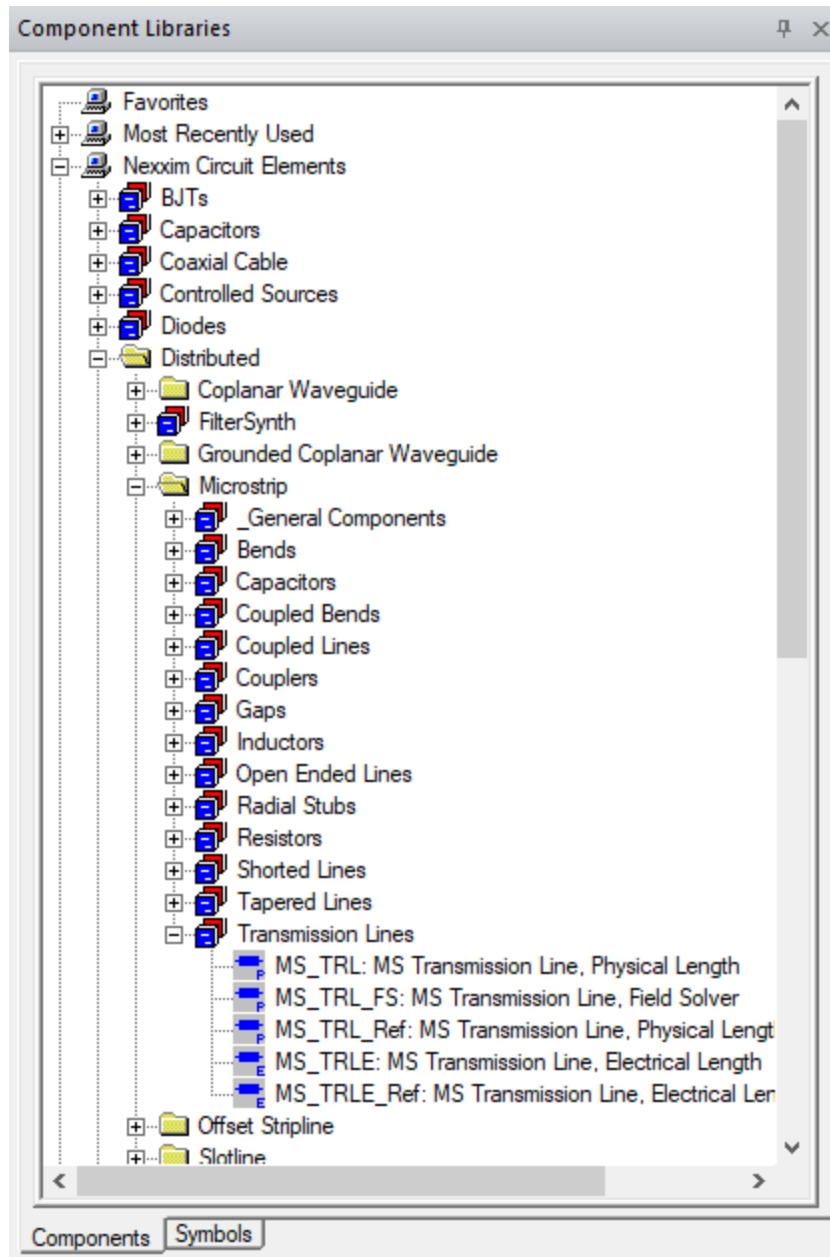 Component Libraries
Favorites
Most Recently Used
Nexxim Circuit Elements
BJTs
Capacitors
Coaxial Cable
Controlled Sources
Diodes
Distributed
Coplanar Waveguide
FilterSynth
Grounded Coplanar Waveguide
Microstrip
_General Components
Bends
Capacitors
Coupled Bends
Coupled Lines
Couplers
Gaps
Inductors
Open Ended Lines
Radial Stubs
Resistors
Shorted Lines
Tapered Lines
Transmission Lines
MS_TRL: MS Transmission Line, Physical Length
MS_TRL_FS: MS Transmission Line, Field Solver
MS_TRL_Ref: MS Transmission Line, Physical Lengt
MS_TRLE: MS Transmission Line, Electrical Length
MS_TRLE_Ref: MS Transmission Line, Electrical Len
Offset Stripline
Slotline
Components Symbols